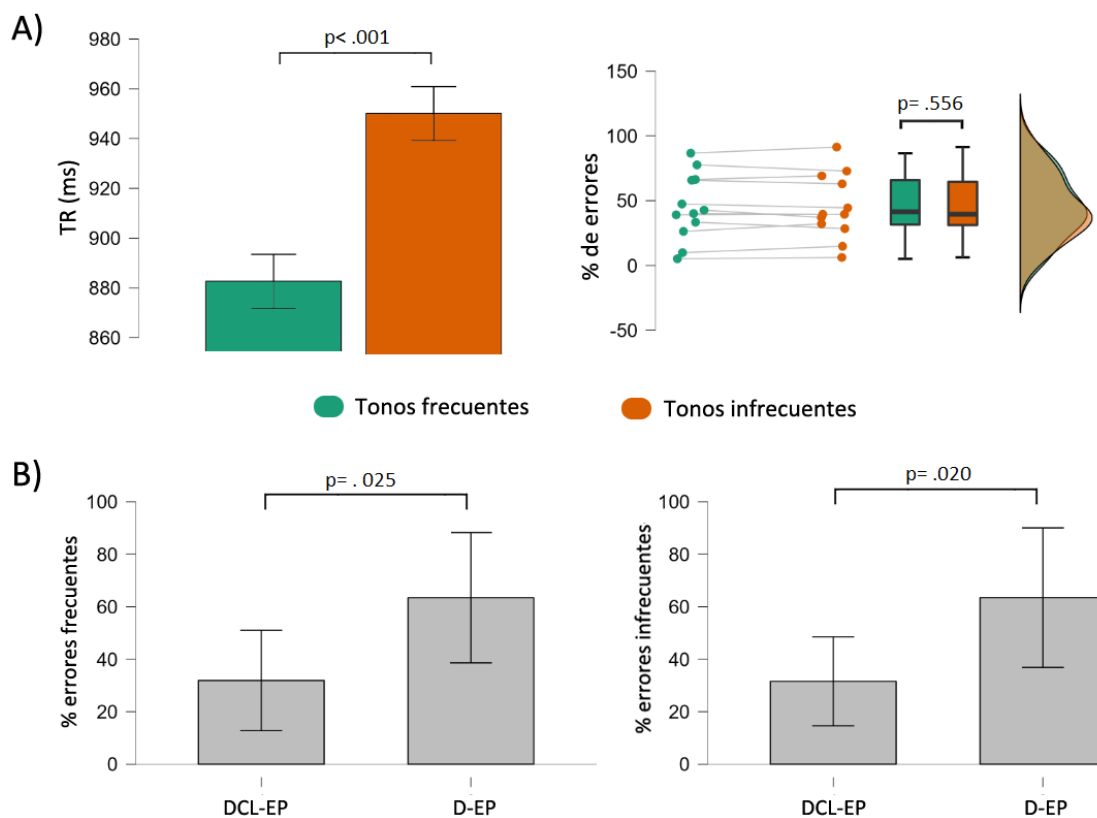 A)
TR (ms)
980
960
940
920
900
880
860
p< .001
% de errores
150
100
50
0
-50
p= .556
Tonos frecuentes
Tonos infrecuentes
B)
% errores frecuentes
100
80
60
40
20
0
p= . 025
DCL-EP
D-EP
% errores infrecuentes
100
80
60
40
20
0
p= .020
DCL-EP
D-EP